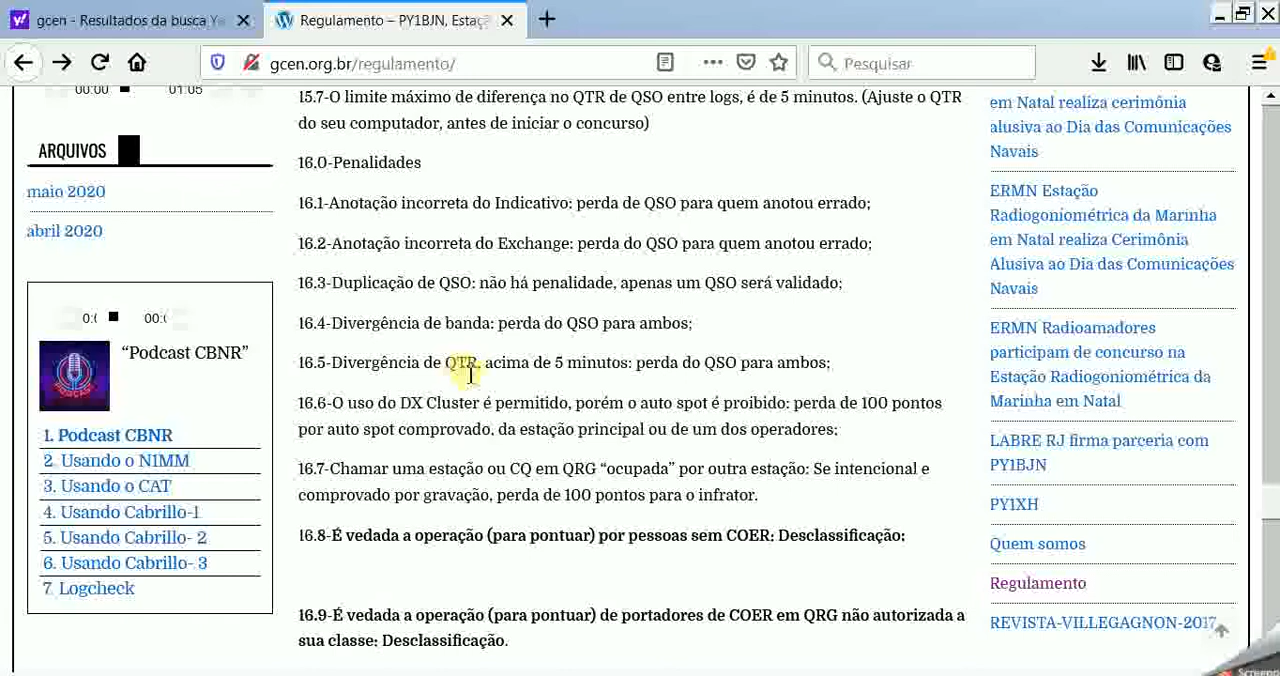 gcen - Resultados da busca Y
Regulamento – PY1BJN, Estaç
gcen.org.br/regulamento/
Pesquisar
00:00
01:05
ARQUIVOS
maio 2020
abril 2020
“Podcast CBNR”
1. Podcast CBNR
2. Usando o N1MM
3. Usando o CAT
4. Usando Cabrillo-1
5. Usando Cabrillo- 2
6. Usando Cabrillo- 3
7. Logcheck
15.7-O limite máximo de diferença no QTR de QSO entre logs, é de 5 minutos. (Ajuste o QTR
do seu computador, antes de iniciar o concurso)
16.0-Penalidades
16.1-Anotação incorreta do Indicativo: perda de QSO para quem anotou errado;
16.2-Anotação incorreta do Exchange: perda do QSO para quem anotou errado;
16.3-Duplicação de QSO: não há penalidade, apenas um QSO será validado;
16.4-Divergência de banda: perda do QSO para ambos;
16.5-Divergência de QTR, acima de 5 minutos: perda do QSO para ambos;
16.6-O uso do DX Cluster é permitido, porém o auto spot é proibido: perda de 100 pontos
por auto spot comprovado, da estação principal ou de um dos operadores;
16.7-Chamar uma estação ou CQ em QRG “ocupada” por outra estação: Se intencional e
comprovado por gravação, perda de 100 pontos para o infrator.
16.8-É vedada a operação (para pontuar) por pessoas sem COER: Desclassificação;
16.9-É vedada a operação (para pontuar) de portadores de COER em QRG não autorizada a
sua classe: Desclassificação.
em Natal realiza cerimônia
alusiva ao Dia das Comunicações
Navais
ERMN Estação
Radiogoniométrica da Marinha
em Natal realiza Cerimônia
Alusiva ao Dia das Comunicações
Navais
ERMN Radioamadores
participam de concurso na
Estação Radiogoniométrica da
Marinha em Natal
LABRE RJ firma parceria com
PY1BJN
PY1XH
Quem somos
Regulamento
REVISTA-VILLEGAGNON-2017